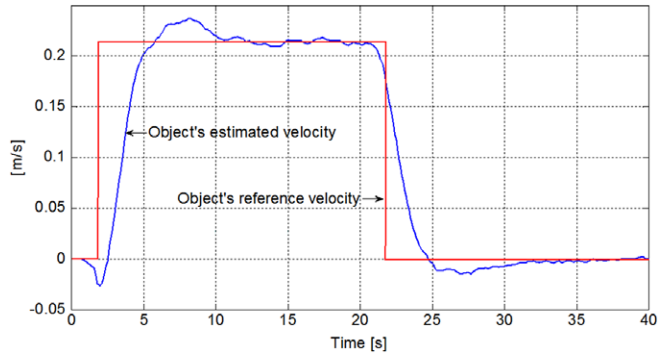 0.2
0.15
0.1
0.05
0
-0.05
[m/s]
Object's estimated velocity
Object's reference velocity
0 5 10 15 20 25 30 35 40
Time [s]